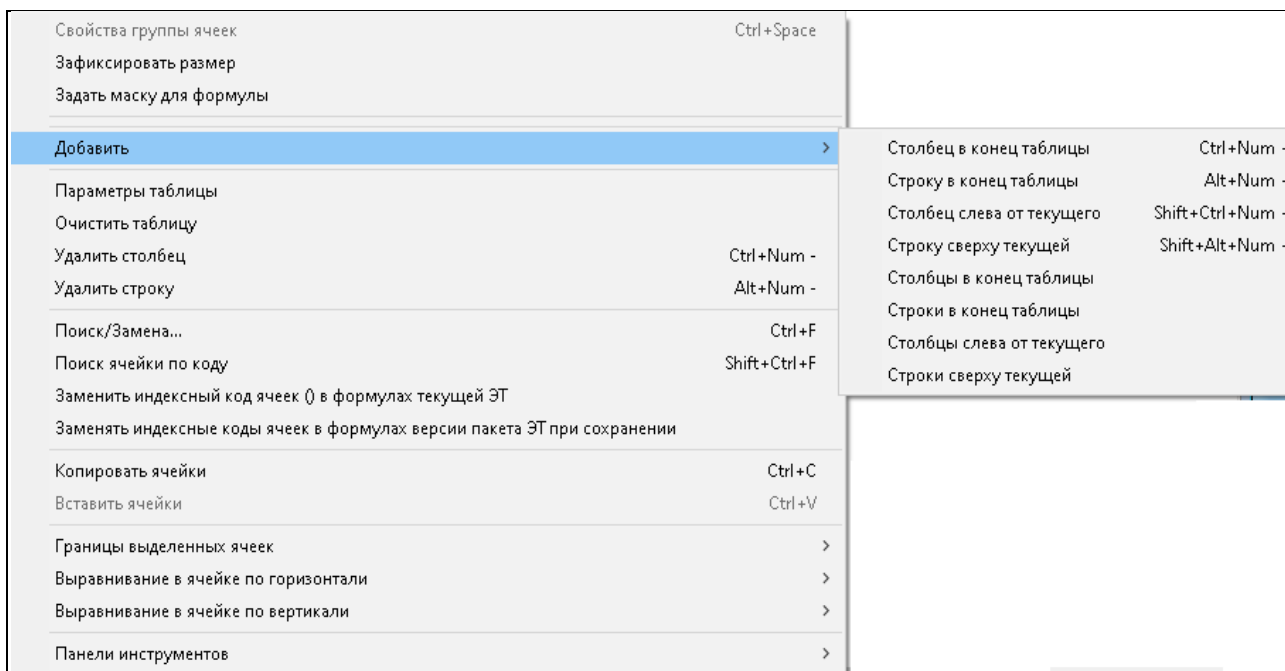 Свойства группы ячеек Ctrl+Space
Зафиксировать размер
Задать маску для формулы
Добавить
Параметры таблицы
Очистить таблицу
Удалить столбец Ctrl+Num -
Удалить строку Alt+Num -
Поиск/Замена... Ctrl+F
Поиск ячейки по коду Shift+Ctrl+F
Заменить индексный код ячеек () в формулах текущей ЭТ
Заменять индексные коды ячеек в формулах версии пакета ЭТ при сохранении
Копировать ячейки Ctrl+C
Вставить ячейки Ctrl+V
Границы выделенных ячеек
Выравнивание в ячейке по горизонтали
Выравнивание в ячейке по вертикали
Панели инструментов
Столбец в конец таблицы Ctrl+Num
Строку в конец таблицы Alt+Num
Столбец слева от текущего Shift+Ctrl+Num
Строку сверху текущей Shift+Alt+Num
Столбцы в конец таблицы
Строки в конец таблицы
Столбцы слева от текущего
Строки сверху текущей